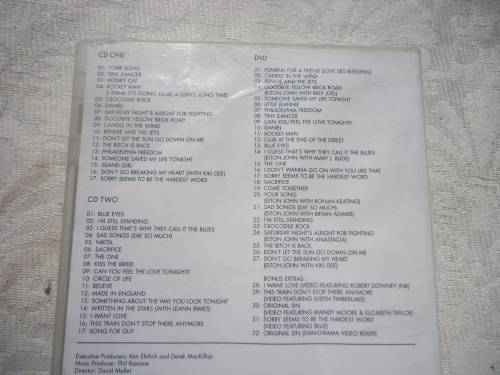 CD ONE
01: YOUR SONG
02: TINY DANCER
03: HONKY CAT
04: ROCKET MAN
(I THINK IT'S GOING TO BE A LONG, LONG TIME)
05: CROCODILE ROCK
06: DANIEL
07: SATURDAY NIGHT'S ALRIGHT FOR FIGHTING
08: GOODBYE YELLOW BRICK ROAD
09: CANDLE IN THE WIND
10: BENNIE AND THE JETS
11: DON'T LET THE SUN GO DOWN ON ME
12: THE BITCH IS BACK
13: PHILADELPHIA FREEDOM
14: SOMEONE SAVED MY LIFE TONIGHT
15: ISLAND GIRL
16: DON'T GO BREAKING MY HEART (WITH KIKI DEE)
17: SORRY SEEMS TO BE THE HARDEST WORD
CD TWO
01: BLUE EYES
02: I'M STILL STANDING
03: I GUESS THAT'S WHY THEY CALL IT THE BLUES
04: SAD SONGS (SAY SO MUCH)
05: NIKITA
06: SACRIFICE
07: THE ONE
08: KISS THE BRIDE
09: CAN YOU FEEL THE LOVE TONIGHT?
10: CIRCLE OF LIFE
11: BELIEVE
12: MADE IN ENGLAND
13: SOMETHING ABOUT THE WAY YOU LOOK TONIGHT
14: WRITTEN IN THE STARS (WITH LEANN RIMES)
15: I WANT LOVE
16: THIS TRAIN DON'T STOP THERE ANYMORE
17: SONG FOR GUY
Executive Producers: Ken Ehrlich and Derek MacKillop
Music Producer: Phil Ramone
Director: David Mallet
DVD
01: FUNERAL FOR A FRIEND (LOVE LIES BLEEDING)
02: CANDLE IN THE WIND
03: BENNIE AND THE JETS
04: GOODBYE YELLOW BRICK ROAD
(ELTON JOHN WITH BILLY JOEL)
05: SOMEONE SAVED MY LIFE TONIGHT
06: LITTLE JEANNIE
07: PHILADELPHIA FREEDOM
08: TINY DANCER
09: CAN YOU FEEL THE LOVE TONIGHT?
10: DANIEL
11: ROCKET MAN
12: CLUB AT THE END OF THE STREET
13: BLUE EYES
14: I GUESS THAT'S WHY THEY CALL IT THE BLUES
(ELTON JOHN WITH MARY J. BLIGE)
15: THE ONE
16: I DON'T WANNA GO ON WITH YOU LIKE THAT
17: SORRY SEEMS TO BE THE HARDEST WORD
18: SACRIFICE
19: COME TOGETHER
20: YOUR SONG
(ELTON JOHN WITH RONAN KEATING)
21: SAD SONGS (SAY SO MUCH)
(ELTON JOHN WITH BRYAN ADAMS)
22: I'M STILL STANDING
23: CROCODILE ROCK
24: SATURDAY NIGHT'S ALRIGHT FOR FIGHTING
(ELTON JOHN WITH ANASTACIA)
25: THE BITCH IS BACK
26: DON'T LET THE SUN GO DOWN ON ME
27: DON'T GO BREAKING MY HEART
(ELTON JOHN WITH KIKI DEE)
BONUS EXTRAS:
28: I WANT LOVE (VIDEO FEATURING ROBERT DOWNEY JNR)
29: THIS TRAIN DON'T STOP THERE ANYMORE
(VIDEO FEATURING JUSTIN TIMBERLAKE)
30: ORIGINAL SIN
(VIDEO FEATURING MANDY MOORE & ELIZABETH TAYLOR)
31: SORRY SEEMS TO BE THE HARDEST WORD
(VIDEO FEATURING BLUE)
32: ORIGINAL SIN (DAN-O-RAMA VIDEO REMIX)